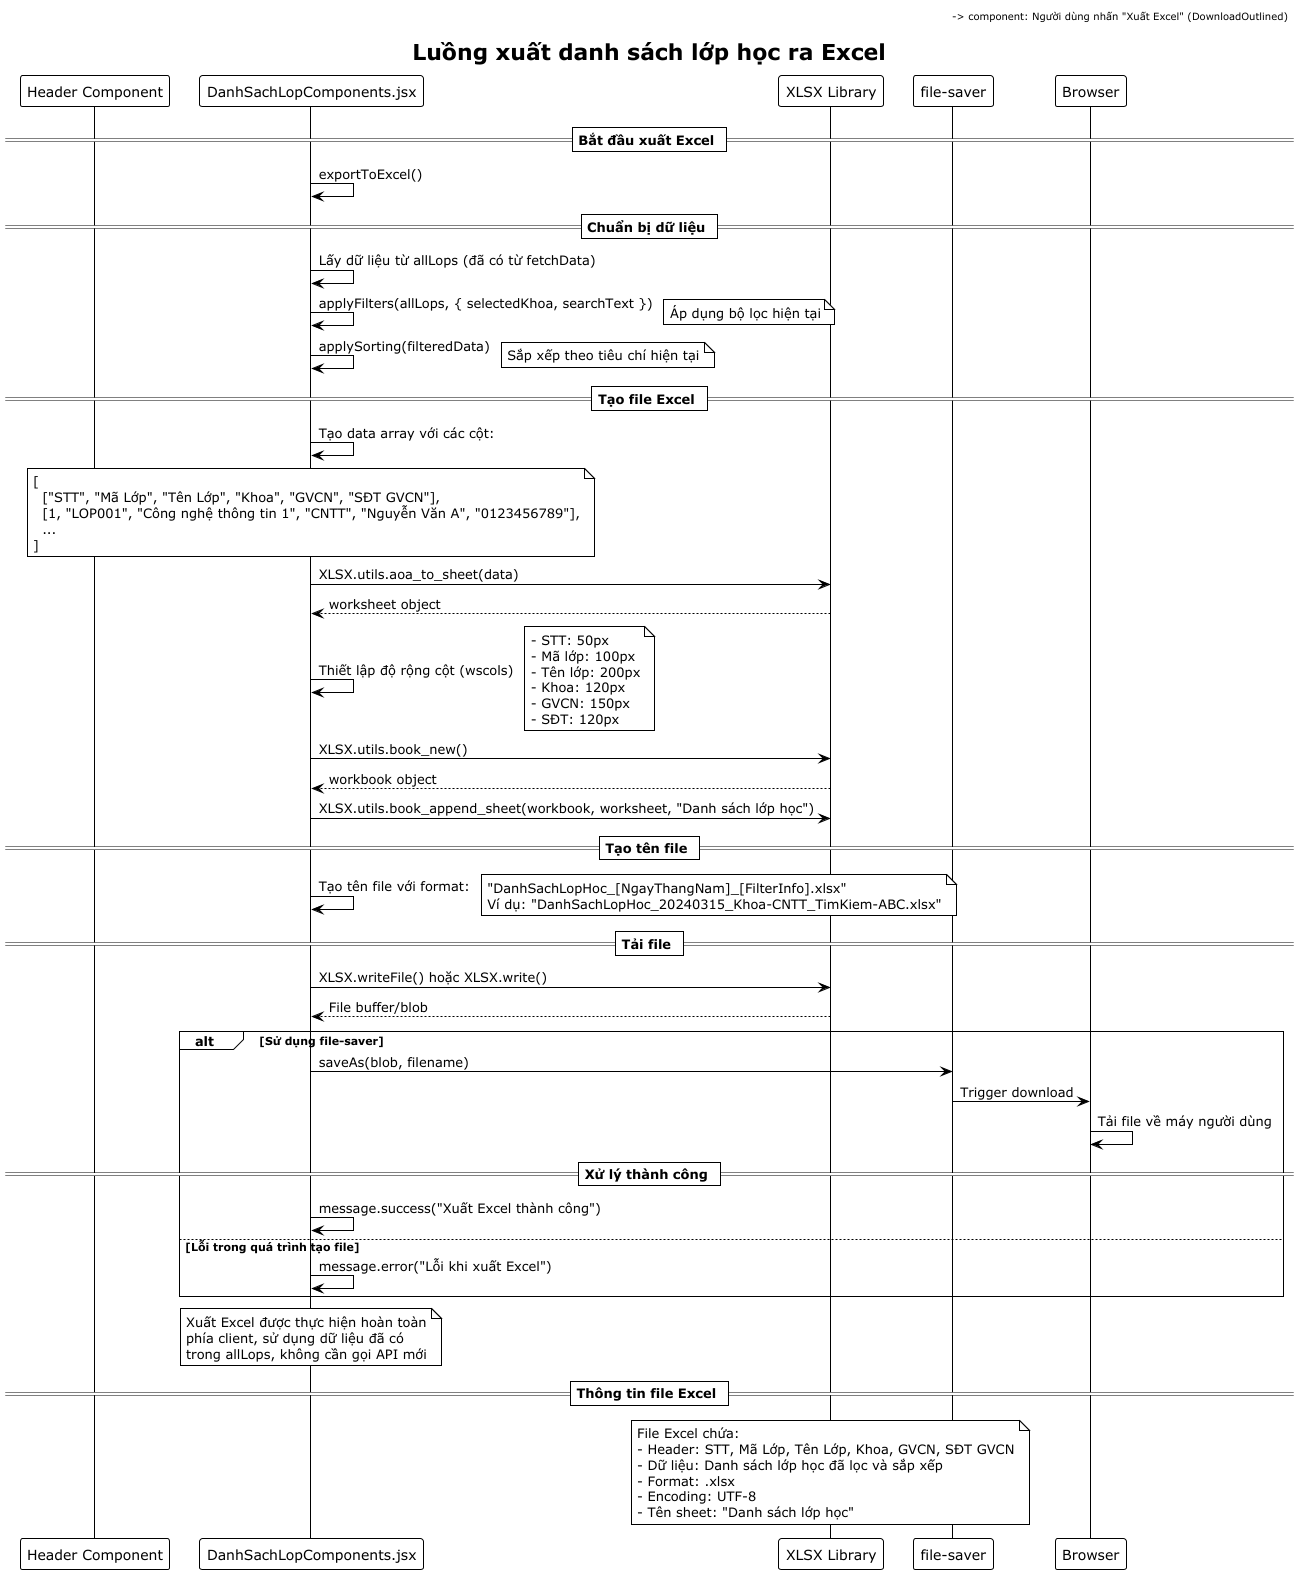 -> component: Người dùng nhấn "Xuất Excel" (DownloadOutlined)
Luồng xuất danh sách lớp học ra Excel
Header Component
DanhSachLopComponents.jsx
XLSX Library
file-saver
Browser
Bắt đầu xuất Excel
exportToExcel()
Chuẩn bị dữ liệu
Lấy dữ liệu từ allLops (đã có từ fetchData)
applyFilters(allLops, { selectedKhoa, searchText })
Áp dụng bộ lọc hiện tại
applySorting(filteredData)
Sắp xếp theo tiêu chí hiện tại
Tạo file Excel
Tạo data array với các cột:
[
["STT", "Mã Lớp", "Tên Lớp", "Khoa", "GVCN", "SĐT GVCN"],
[1, "LOP001", "Công nghệ thông tin 1", "CNTT", "Nguyễn Văn A", "0123456789"],
...
]
XLSX.utils.aoa_to_sheet(data)
worksheet object
Thiết lập độ rộng cột (wscols)
- STT: 50px
- Mã lớp: 100px
- Tên lớp: 200px
- Khoa: 120px
- GVCN: 150px
- SĐT: 120px
XLSX.utils.book_new()
workbook object
XLSX.utils.book_append_sheet(workbook, worksheet, "Danh sách lớp học")
Tạo tên file
Tạo tên file với format:
"DanhSachLopHoc_[NgayThangNam]_[FilterInfo].xlsx"
Ví dụ: "DanhSachLopHoc_20240315_Khoa-CNTT_TimKiem-ABC.xlsx"
Tải file
XLSX.writeFile() hoặc XLSX.write()
File buffer/blob
alt
[Sử dụng file-saver]
saveAs(blob, filename)
Trigger download
Tải file về máy người dùng
Xử lý thành công
message.success("Xuất Excel thành công")
[Lỗi trong quá trình tạo file]
message.error("Lỗi khi xuất Excel")
Xuất Excel được thực hiện hoàn toàn
phía client, sử dụng dữ liệu đã có
trong allLops, không cần gọi API mới
Thông tin file Excel
File Excel chứa:
- Header: STT, Mã Lớp, Tên Lớp, Khoa, GVCN, SĐT GVCN
- Dữ liệu: Danh sách lớp học đã lọc và sắp xếp
- Format: .xlsx
- Encoding: UTF-8
- Tên sheet: "Danh sách lớp học"
Header Component
DanhSachLopComponents.jsx
XLSX Library
file-saver
Browser